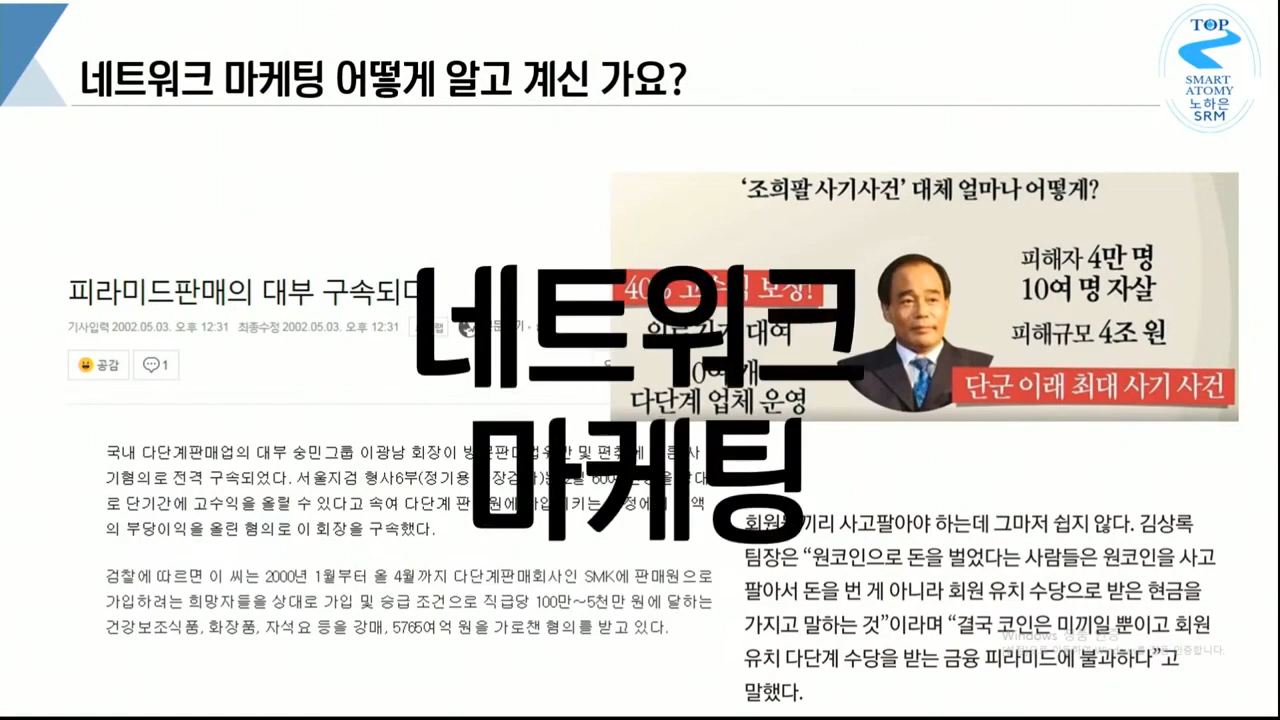 네트워크 마케팅 어떻게 알고 계신 가요?
TOP
SMART
ATOMY
노하은
SRM
피라미드판매의 대부 구속되다
기사입력 2002.05.03. 오후 12:31 최종수정 2002.05.03. 오후 12:31
공감
1
국내 다단계판매업의 대부 숭민그룹 이광남 회장이
기혐의로 전격 구속되었다. 서울지검 형사6부(정기용
로 단기간에 고수익을 올릴 수 있다고 속여 다단계
의 부당이익을 올린 혐의로 이 회장을 구속했다.
검찰에 따르면 이 씨는 2000년 1월부터 올 4월까지 다단계판매회사인 SMK에 판매원으로
가입하려는 희망자들을 상대로 가입 및 승급 조건으로 직급당 100만~5천만 원에 달하는
건강보조식품, 화장품, 자석요 등을 강매, 5765여억 원을 가로챈 혐의를 받고 있다.
'조희팔 사기사건' 대체 얼마나 어떻게?
40% 고수익 보장!
대여
다단계 업체 운영
피해자 4만 명
10여 명 자살
피해규모 4조 원
단군 이래 최대 사기 사건
네트워크
마케팅
끼리 사고팔아야 하는데 그마저 쉽지 않다. 김상록
팀장은 “원코인으로 돈을 벌었다는 사람들은 원코인을 사고
팔아서 돈을 번 게 아니라 회원 유치 수당으로 받은 현금을
가지고 말하는 것”이라며 “결국 코인은 미끼일 뿐이고 회원
유치 다단계 수당을 받는 금융 피라미드에 불과하다”고
말했다.
Windows 정품 인증